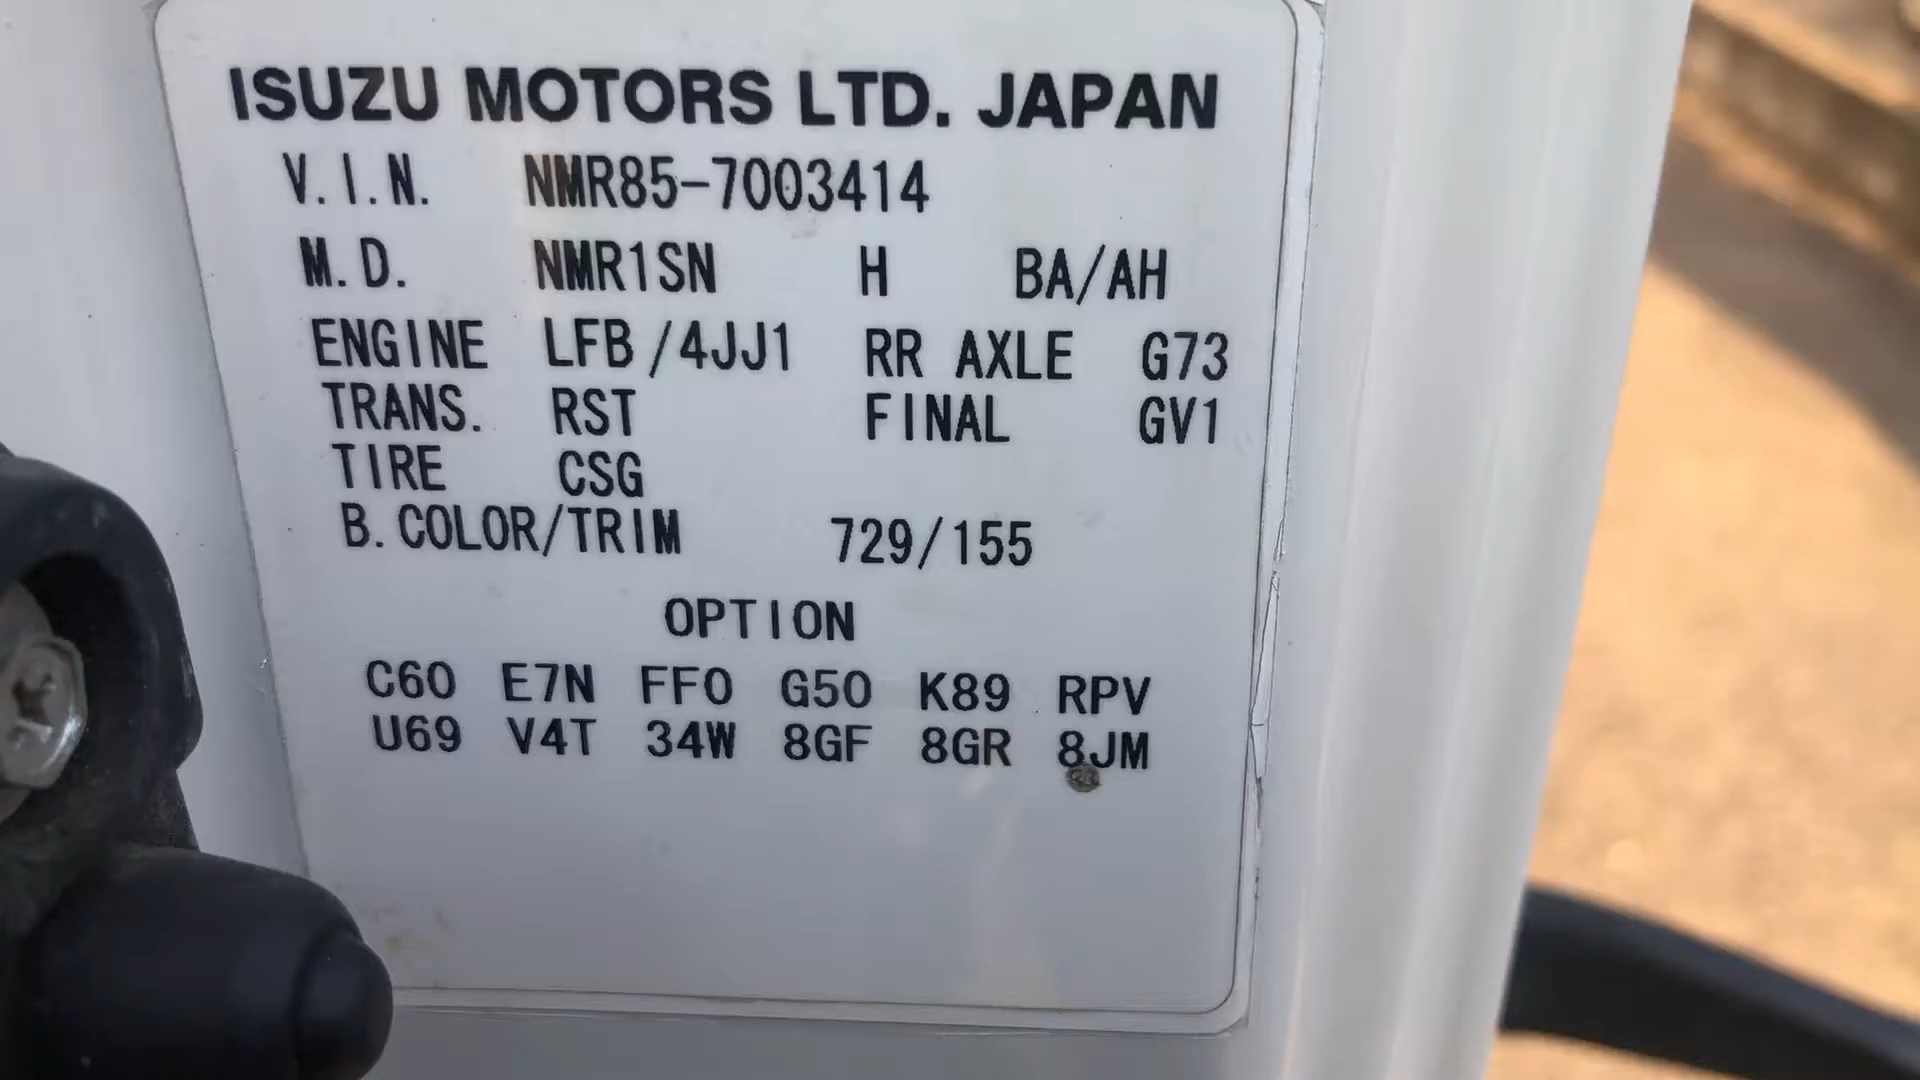 ISUZU MOTORS LTD. JAPAN
V.I.N. NMR85-7003414
M.D. NMR1SN H BA/AH
ENGINE LFB/4JJ1 RR AXLE G73
TRANS. RST FINAL GV1
TIRE CSG
B.COLOR/TRIM 729/155
OPTION
C60 E7N FF0 G50 K89 RPV
U69 V4T 34W 8GF 8GR 8JM